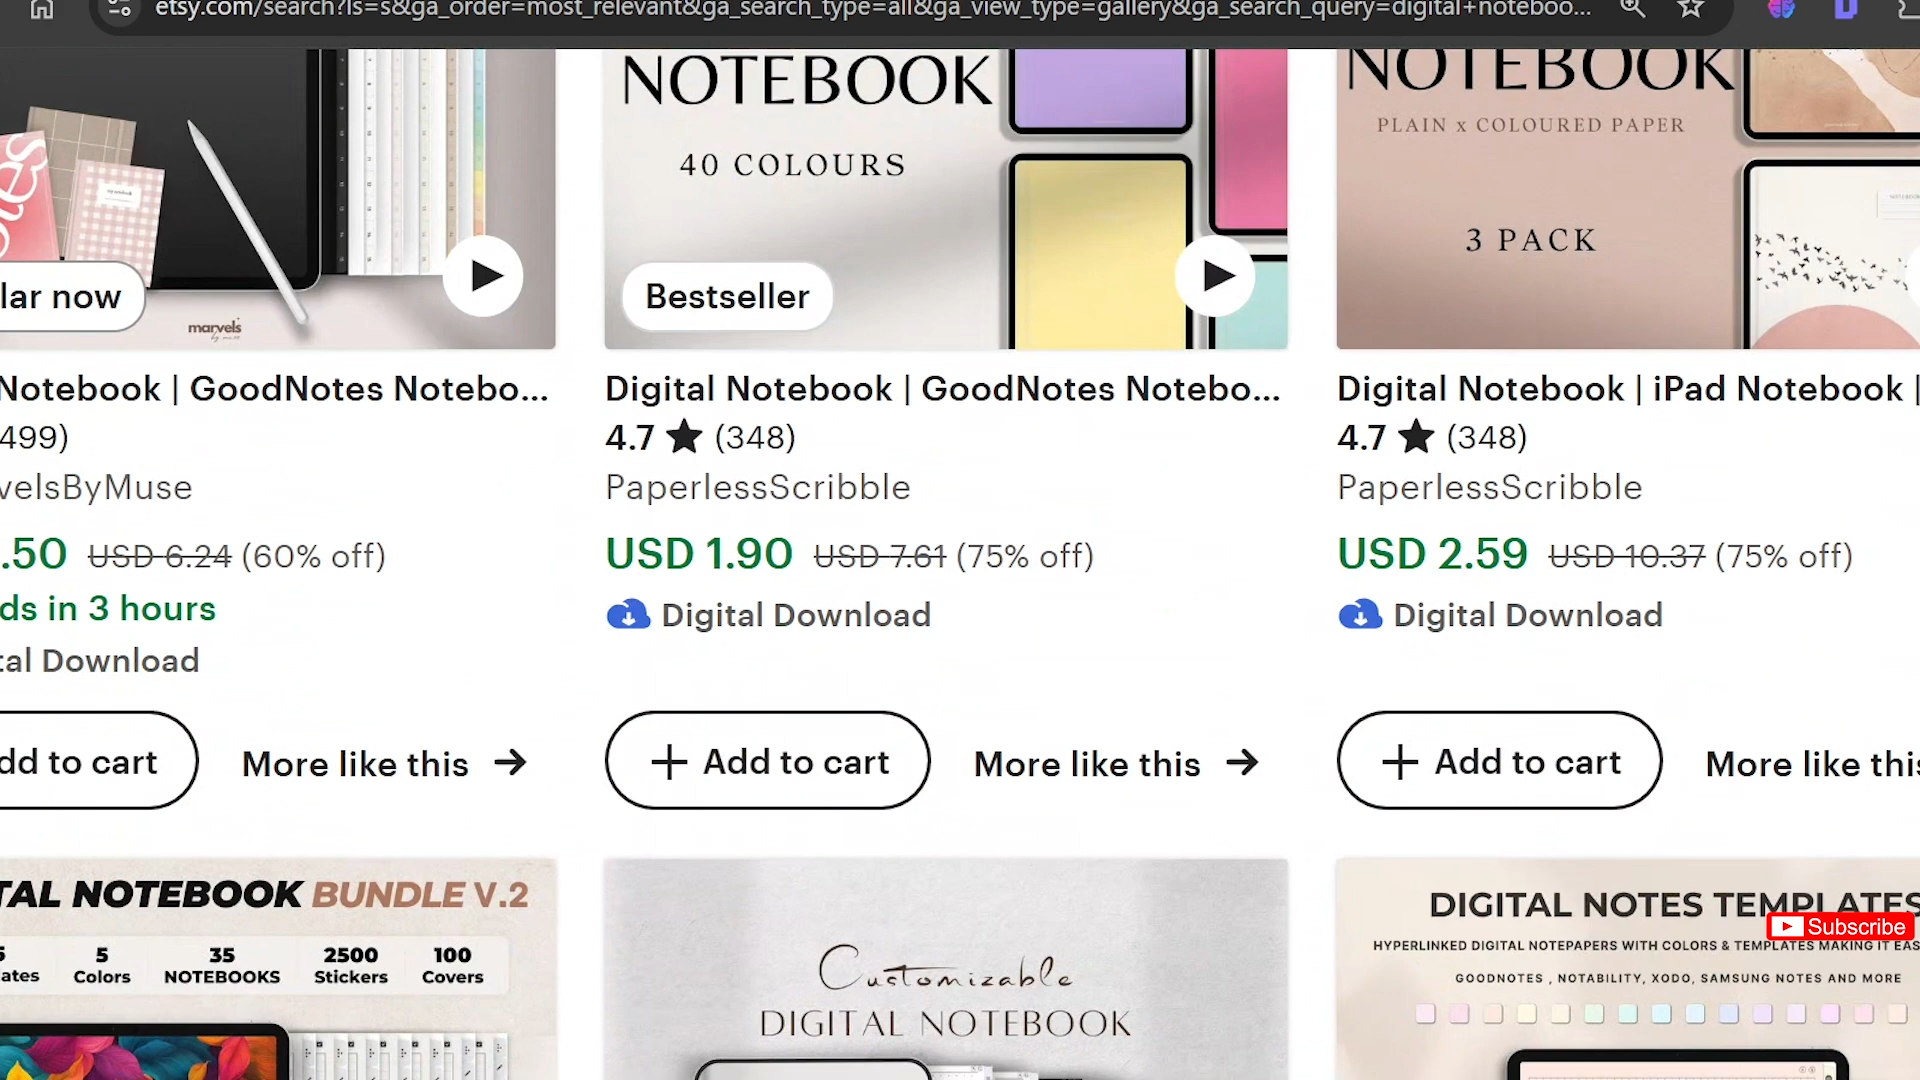 etsy.com/search?ls=s&ga_order=most_relevant&ga_search_type=all&ga_view_type=gallery&ga_search_query=digital+noteboo...
NOTEBOOK
40 COLOURS
Bestseller
NOTEBOOK
PLAIN x COLOURED PAPER
3 PACK
lar now
marvels
Notebook | GoodNotes Notebo...
499)
velsByMuse
.50 USD 6.24 (60% off)
ds in 3 hours
tal Download
dd to cart
More like this →
Digital Notebook | GoodNotes Notebo...
4.7 ★ (348)
PaperlessScribble
USD 1.90 USD 7.61 (75% off)
Digital Download
+ Add to cart
More like this →
Digital Notebook | iPad Notebook |
4.7 ★ (348)
PaperlessScribble
USD 2.59 USD 10.37 (75% off)
Digital Download
+ Add to cart
More like this
TAL NOTEBOOK BUNDLE V.2
5 Colors
35 NOTEBOOKS
2500 Stickers
100 Covers
Customizable
DIGITAL NOTEBOOK
DIGITAL NOTES TEMPLATES
Subscribe
HYPERLINKED DIGITAL NOTEPAPERS WITH COLORS & TEMPLATES MAKING IT EAS
GOODNOTES , NOTABILITY, XODO, SAMSUNG NOTES AND MORE